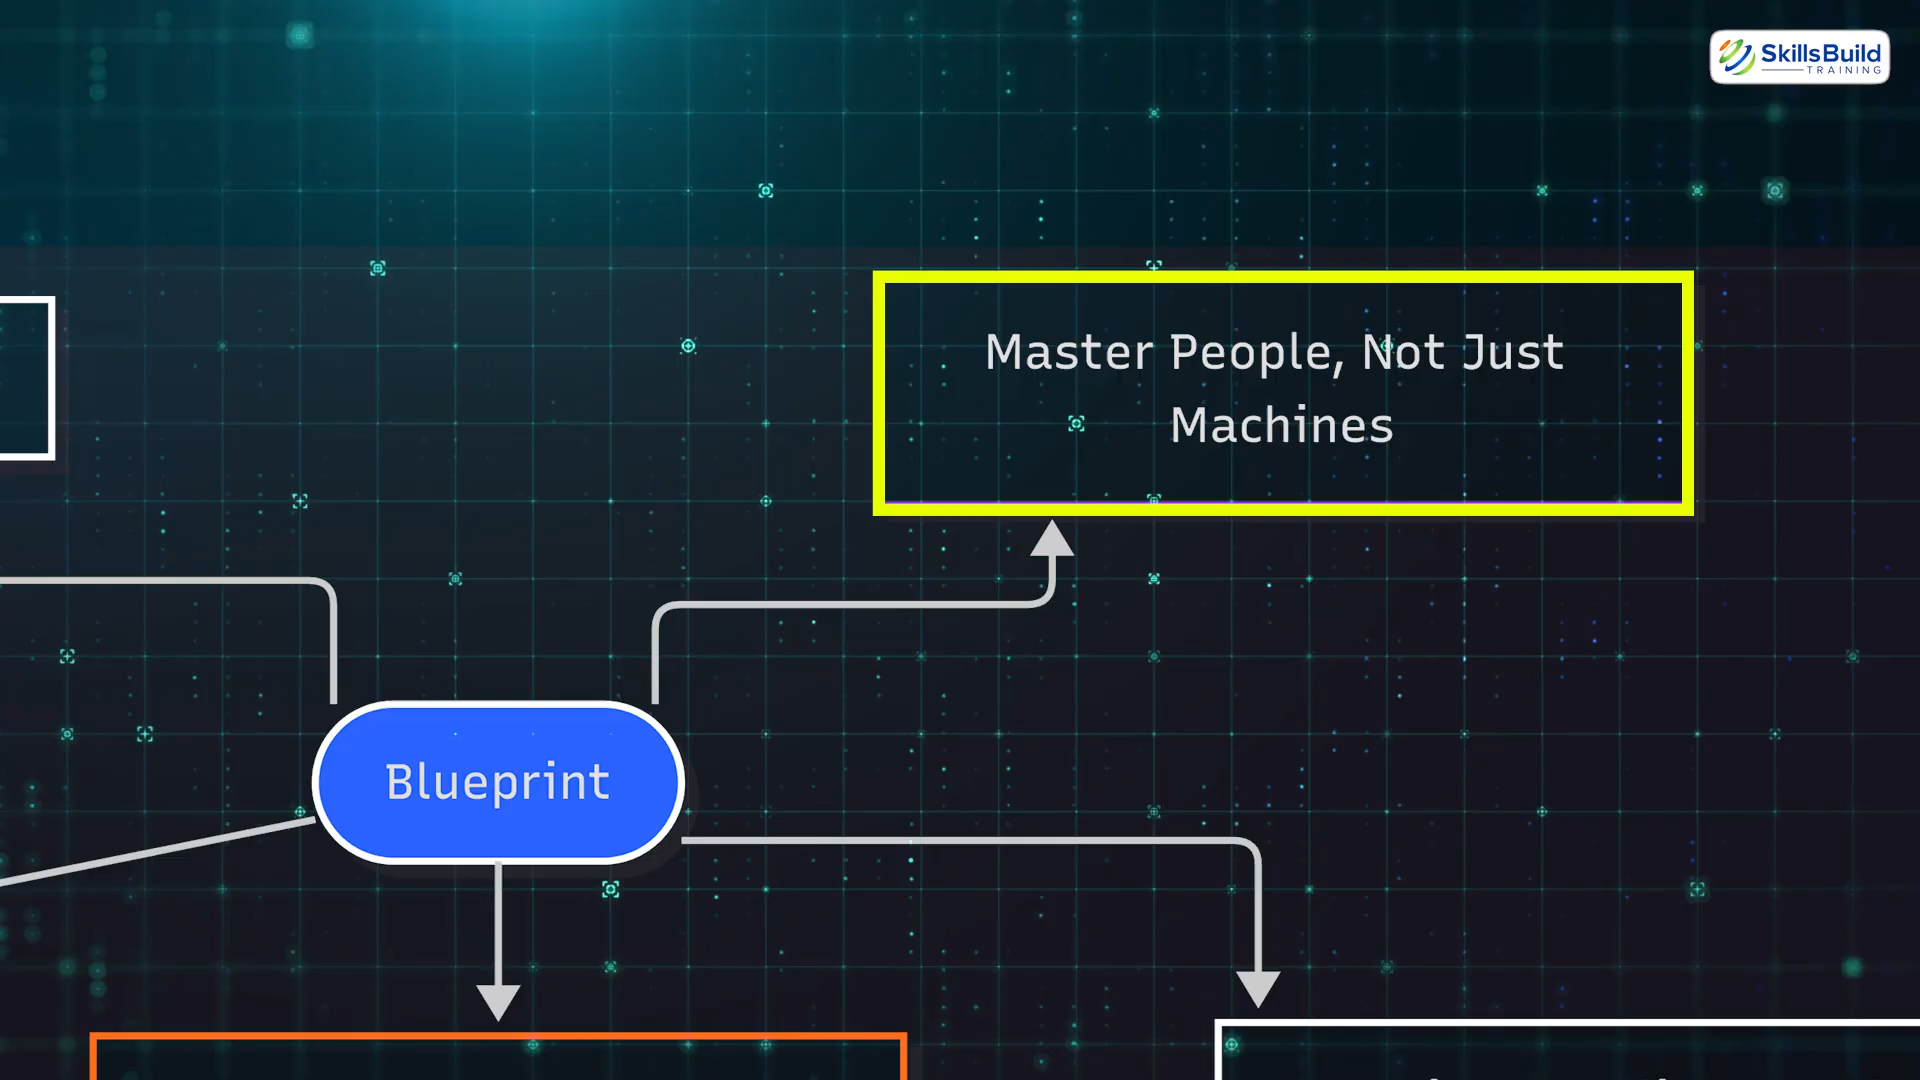 SkillsBuild
TRAINING
Master People, Not Just
Machines
Blueprint